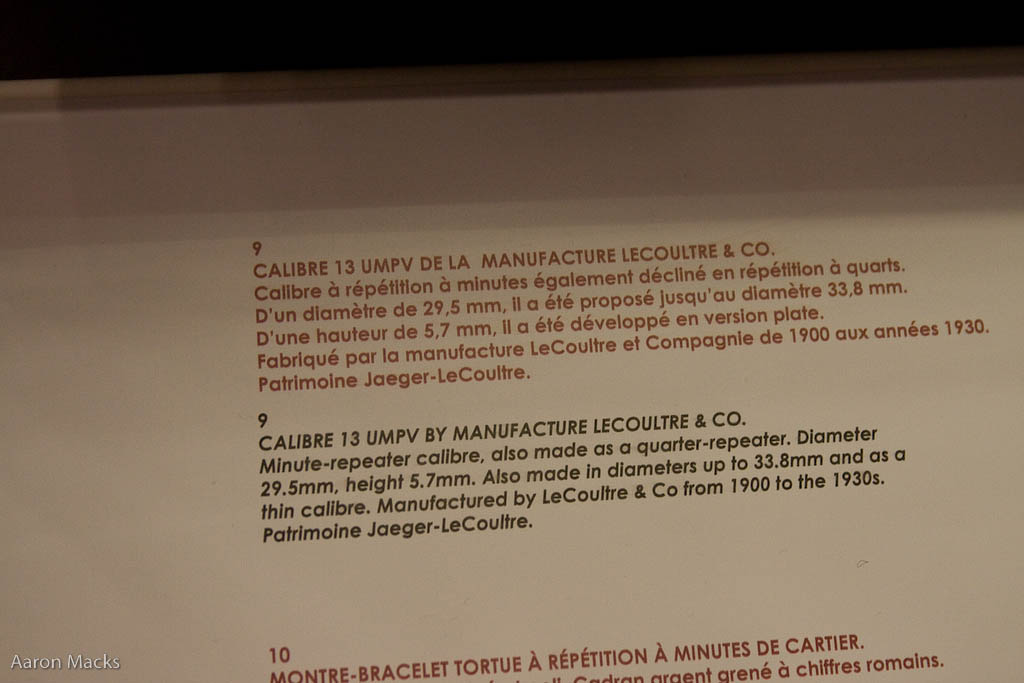 9
CALIBRE 13 UMPV DE LA MANUFACTURE LECOULTRE & CO.
Calibre à répétition à minutes également décliné en répétition à quarts.
D'un diamètre de 29,5 mm, il a été proposé jusqu'au diamètre 33,8 mm.
D'une hauteur de 5,7 mm, il a été développé en version plate.
Fabriqué par la manufacture LeCoultre et Compagnie de 1900 aux années 1930.
Patrimoine Jaeger-LeCoultre.
9
CALIBRE 13 UMPV BY MANUFACTURE LECOULTRE & CO.
Minute-repeater calibre, also made as a quarter-repeater. Diameter
29.5mm, height 5.7mm. Also made in diameters up to 33.8mm and as a
thin calibre. Manufactured by LeCoultre & Co from 1900 to the 1930s.
Patrimoine Jaeger-LeCoultre.
10
MONTRE-BRACELET TORTUE À RÉPÉTITION À MINUTES DE CARTIER.
Cadran argent grené à chiffres romains.
Aaron Macks